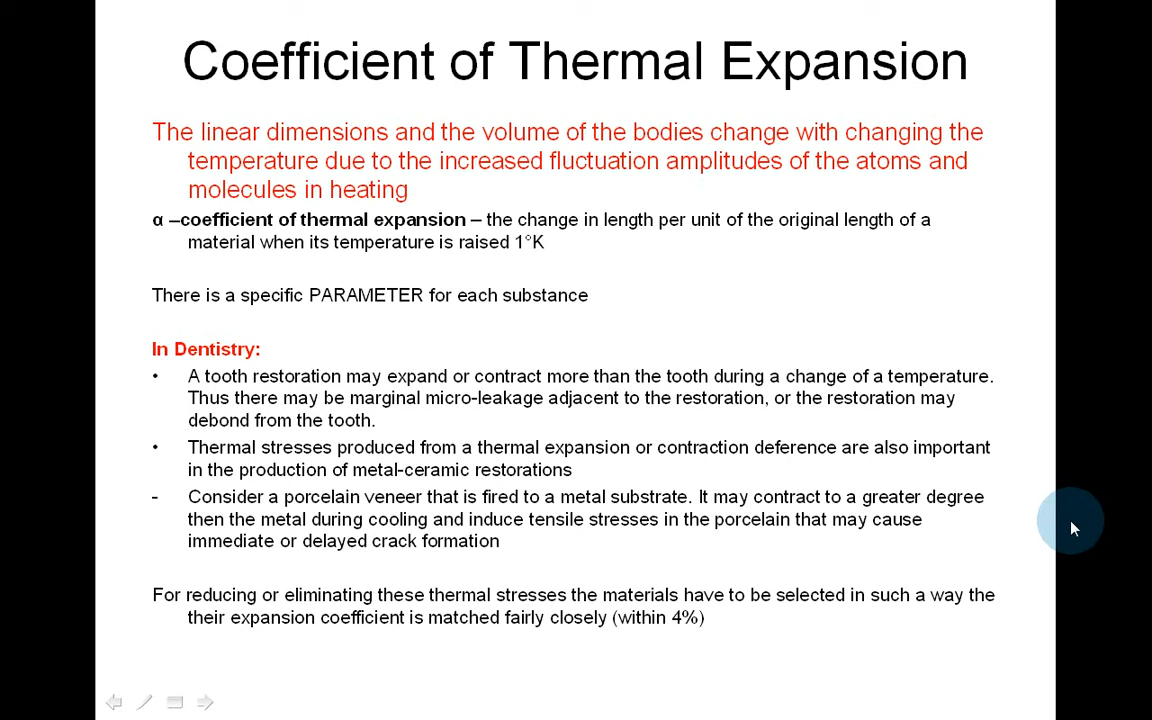 Coefficient of Thermal Expansion
The linear dimensions and the volume of the bodies change with changing the
temperature due to the increased fluctuation amplitudes of the atoms and
molecules in heating
α –coefficient of thermal expansion – the change in length per unit of the original length of a
material when its temperature is raised 1°K
There is a specific PARAMETER for each substance
In Dentistry:
• A tooth restoration may expand or contract more than the tooth during a change of a temperature.
Thus there may be marginal micro-leakage adjacent to the restoration, or the restoration may
debond from the tooth.
• Thermal stresses produced from a thermal expansion or contraction deference are also important
in the production of metal-ceramic restorations
- Consider a porcelain veneer that is fired to a metal substrate. It may contract to a greater degree
then the metal during cooling and induce tensile stresses in the porcelain that may cause
immediate or delayed crack formation
For reducing or eliminating these thermal stresses the materials have to be selected in such a way the
their expansion coefficient is matched fairly closely (within 4%)